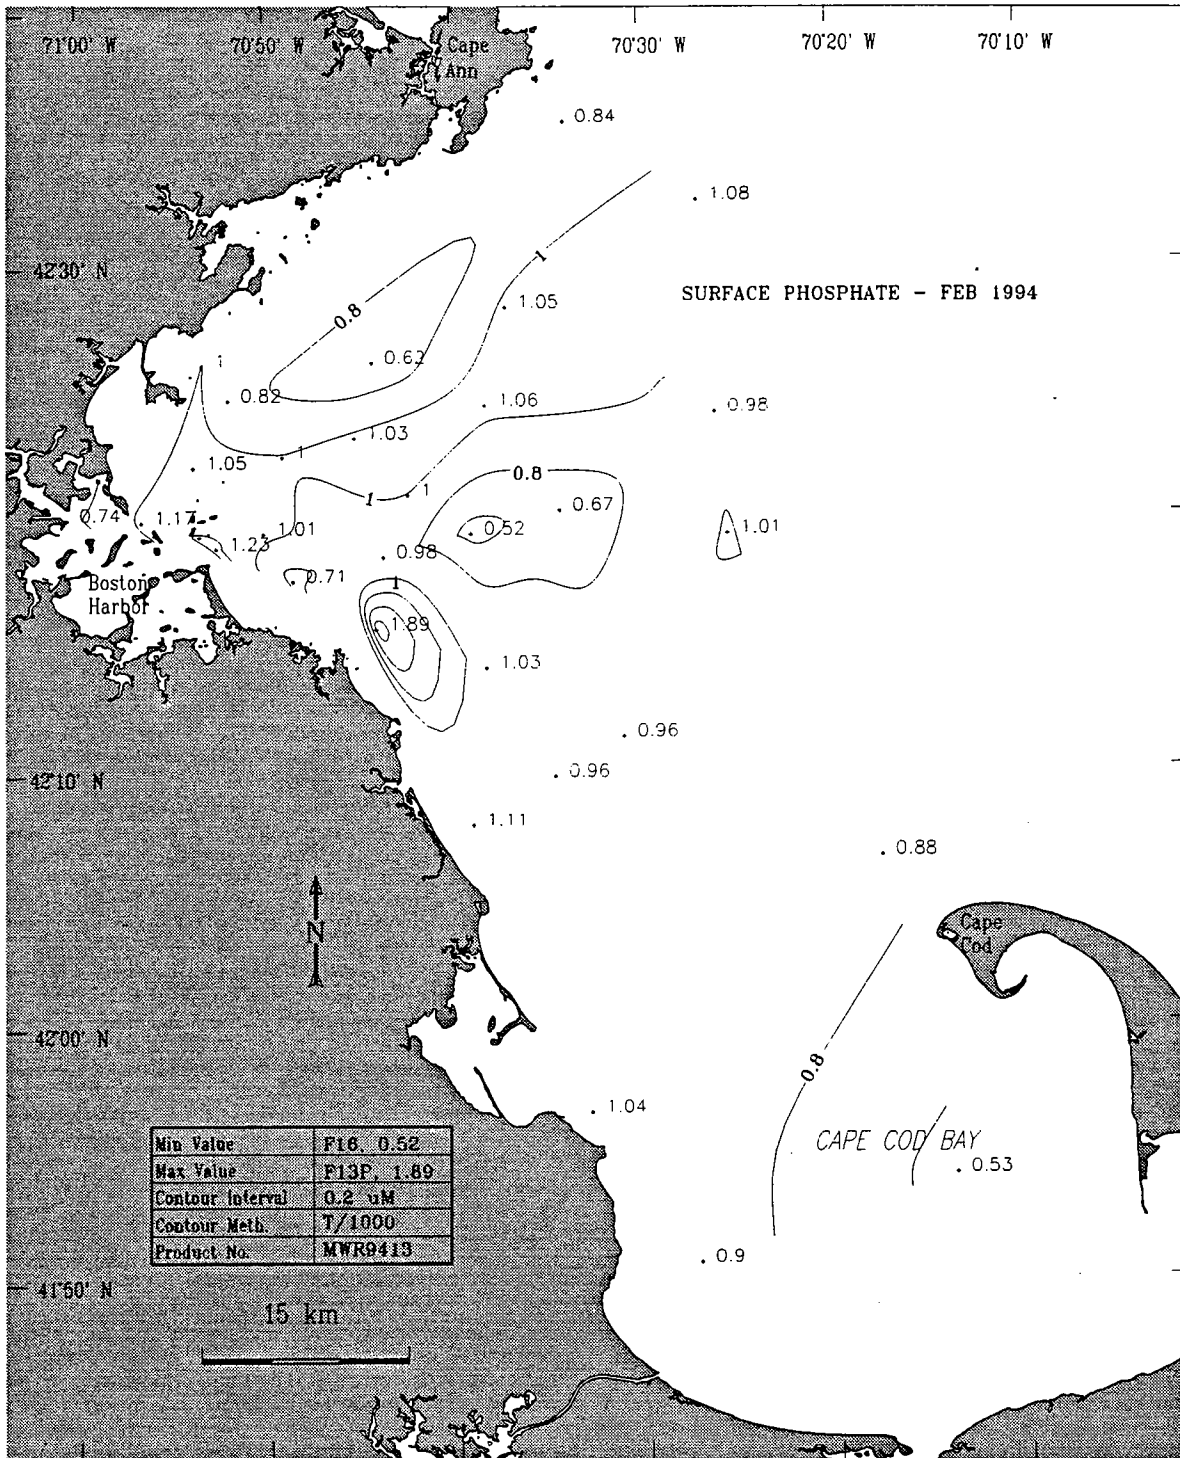 71°00' W
70°50' W
70°30' W
70°20' W
70°10' W
Cape
Ann
0.84
1.08
42°30' N
1
SURFACE PHOSPHATE - FEB 1994
1.05
0.8
0.62
1
0.82
1.06
0.98
1.03
1
1.05
0.8
1
1
0.67
0.74
1.17
1.01
0.52
1.01
1.23
0.98
Boston
Harbor
0.71
1
1.89
1.03
0.96
42°10' N
0.96
1.11
0.88
N
Cape
Cod
42°00' N
0.8
1.04
CAPE COD BAY
0.53
Min Value F16, 0.52
Max Value F13P, 1.89
Contour Interval 0.2 uM
Contour Meth. T/1000
Product No. MWR9413
0.9
41°50' N
15 km